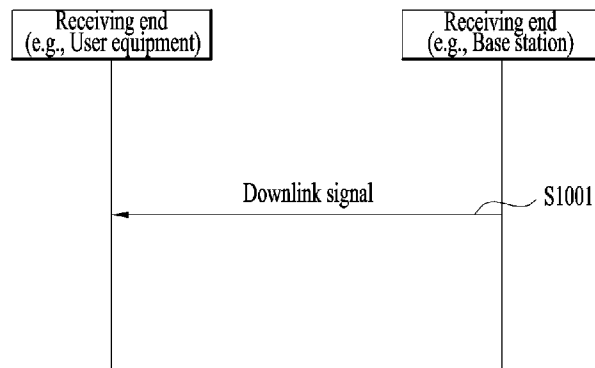 Receiving end
(e.g., User equipment)
Receiving end
(e.g., Base station)
Downlink signal
S1001